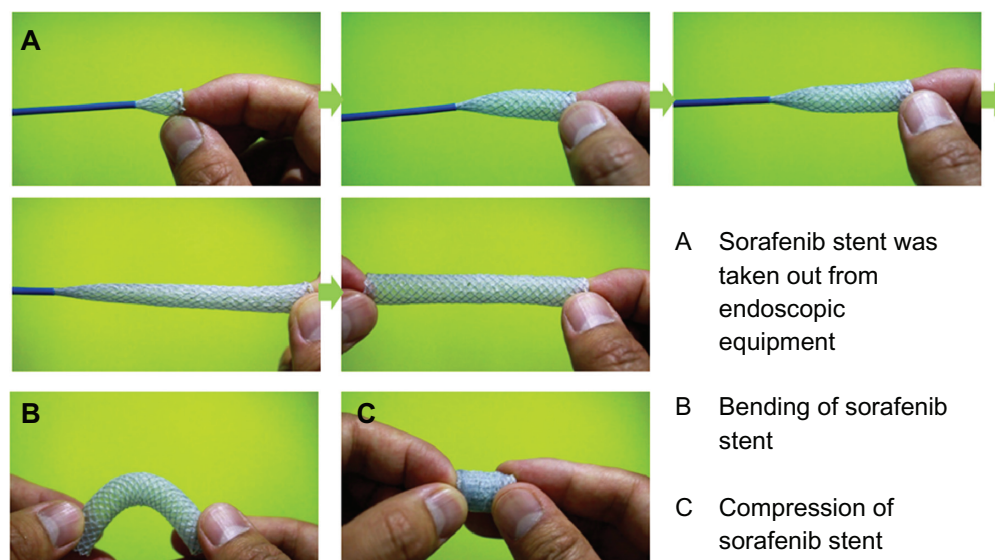 A
A Sorafenib stent was
taken out from
endoscopic
equipment
B
C
B Bending of sorafenib
stent
C Compression of
sorafenib stent